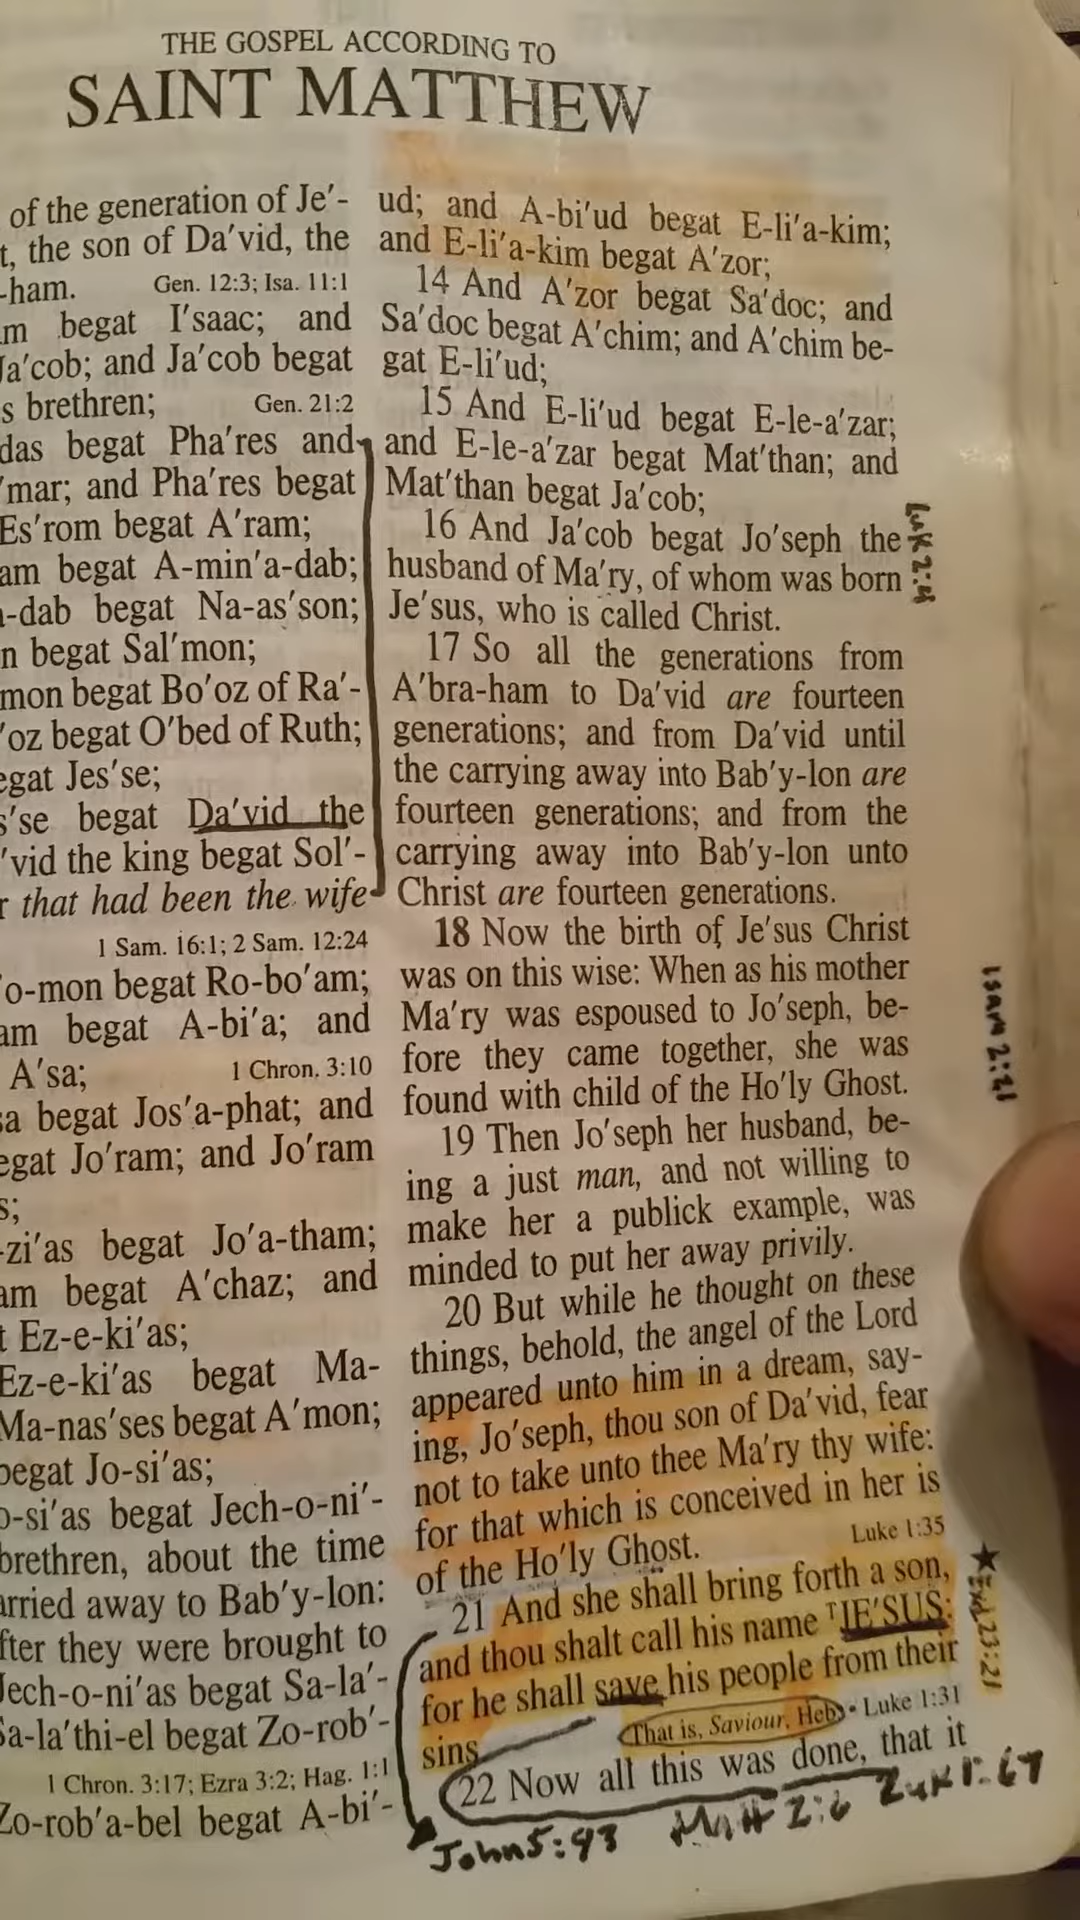 THE GOSPEL ACCORDING TO
SAINT MATTHEW
of the generation of Je′-
t, the son of Da′vid, the
-ham. Gen. 12:3; Isa. 11:1
m begat I′saac; and
Ja′cob; and Ja′cob begat
s brethren; Gen. 21:2
das begat Pha′res and
′mar; and Pha′res begat
Es′rom begat A′ram;
am begat A-min′a-dab;
-dab begat Na-as′son;
n begat Sal′mon;
mon begat Bo′oz of Ra′-
′oz begat O′bed of Ruth;
egat Jes′se;
s′se begat Da′vid the
′vid the king begat Sol′-
r that had been the wife
1 Sam. 16:1; 2 Sam. 12:24
′o-mon begat Ro-bo′am;
am begat A-bi′a; and
A′sa; 1 Chron. 3:10
sa begat Jos′a-phat; and
egat Jo′ram; and Jo′ram
s;
-zi′as begat Jo′a-tham;
am begat A′chaz; and
t Ez-e-ki′as;
Ez-e-ki′as begat Ma-
Ma-nas′ses begat A′mon;
begat Jo-si′as;
o-si′as begat Jech-o-ni′-
brethren, about the time
arried away to Bab′y-lon:
fter they were brought to
Jech-o-ni′as begat Sa-la′-
Sa-la′thi-el begat Zo-rob′-
1 Chron. 3:17; Ezra 3:2; Hag. 1:1
Zo-rob′a-bel begat A-bi′-
ud; and A-bi′ud begat E-li′a-kim;
and E-li′a-kim begat A′zor;
14 And A′zor begat Sa′doc; and
Sa′doc begat A′chim; and A′chim be-
gat E-li′ud;
15 And E-li′ud begat E-le-a′zar;
and E-le-a′zar begat Mat′than; and
Mat′than begat Ja′cob;
16 And Ja′cob begat Jo′seph the
husband of Ma′ry, of whom was born
Je′sus, who is called Christ.
17 So all the generations from
A′bra-ham to Da′vid are fourteen
generations; and from Da′vid until
the carrying away into Bab′y-lon are
fourteen generations; and from the
carrying away into Bab′y-lon unto
Christ are fourteen generations.
18 Now the birth of Je′sus Christ
was on this wise: When as his mother
Ma′ry was espoused to Jo′seph, be-
fore they came together, she was
found with child of the Ho′ly Ghost.
19 Then Jo′seph her husband, be-
ing a just man, and not willing to
make her a publick example, was
minded to put her away privily.
20 But while he thought on these
things, behold, the angel of the Lord
appeared unto him in a dream, say-
ing, Jo′seph, thou son of Da′vid, fear
not to take unto thee Ma′ry thy wife:
for that which is conceived in her is
of the Ho′ly Ghost. Luke 1:35
21 And she shall bring forth a son,
and thou shalt call his name ᵀJE′SUS:
for he shall save his people from their
sins. That is, Saviour, Heb. • Luke 1:31
22 Now all this was done, that it
John 5:43 Matt 2:6 Luk 1:67
Luk 2:4
1 Sam 2:21
★ Exd 23:21